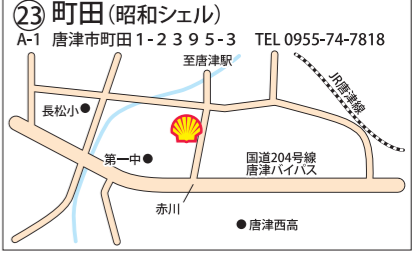 ㉓ 町田(昭和シェル)
A-1 唐津市町田1-2395-3 TEL 0955-74-7818
至唐津駅
JR唐津線
長松小
第一中
国道204号線
唐津バイパス
赤川
唐津西高